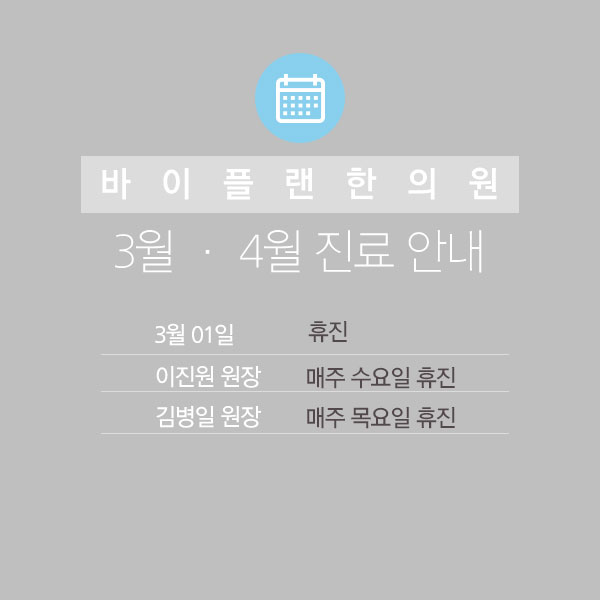 바이플랜한의원
3월 · 4월 진료 안내
3월 01일 휴진
이진원 원장 매주 수요일 휴진
김병일 원장 매주 목요일 휴진